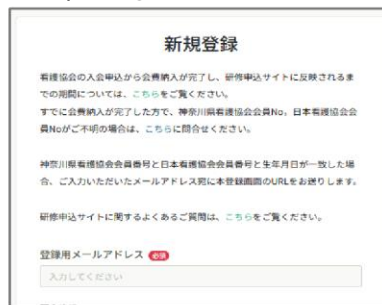 新規登録
看護協会の入会申込から会費納入が完了し、研修申込サイトに反映されるま
での期間については、こちらをご覧ください。
すでに会費納入が完了した方で、神奈川県看護協会会員No，日本看護協会会
員Noがご不明の場合は、こちらに問合せください。
神奈川県看護協会会員番号と日本看護協会会員番号と生年月日が一致した場
合、ご入力いただいたメールアドレス宛に本登録画面のURLをお送りします。
研修申込サイトに関するよくあるご質問は、こちらをご覧ください。
登録用メールアドレス 必須
入力してください